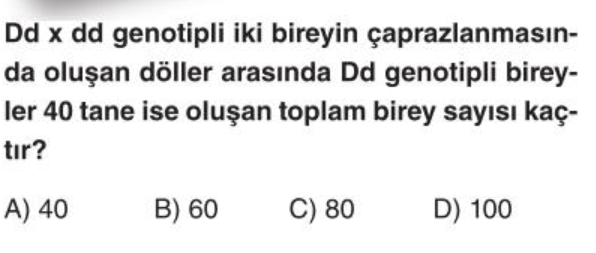 Dd x dd genotipli iki bireyin çaprazlanmasın-
da oluşan döller arasında Dd genotipli birey-
ler 40 tane ise oluşan toplam birey sayısı kaç-
tır?
A) 40 B) 60 C) 80 D) 100